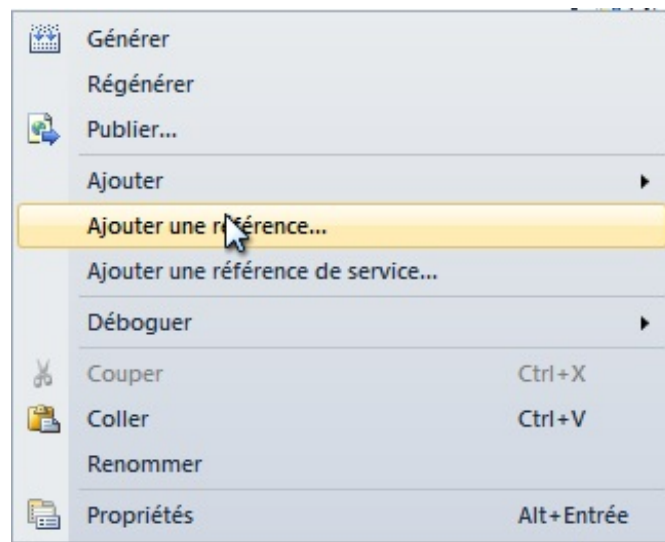 Générer
Régénérer
Publier...
Ajouter
Ajouter une référence...
Ajouter une référence de service...
Déboguer
Couper Ctrl+X
Coller Ctrl+V
Renommer
Propriétés Alt+Entrée